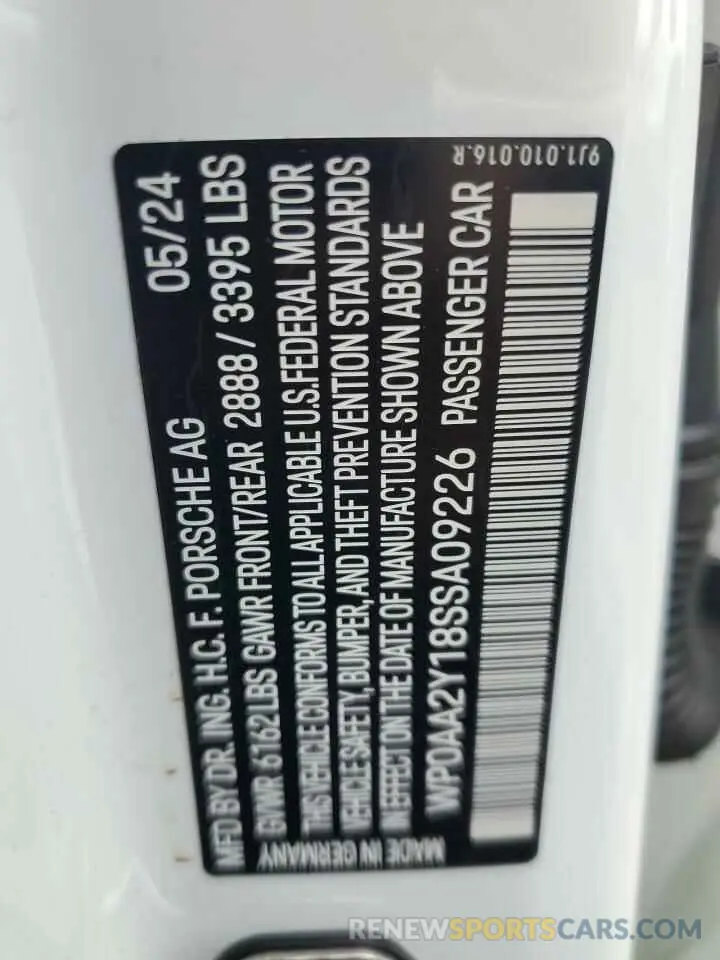 MFD BY DR. ING. H.C. F. PORSCHE AG 05/24
GVWR 6162 LBS GAWR FRONT/REAR 2888 / 3395 LBS
THIS VEHICLE CONFORMS TO ALL APPLICABLE U.S. FEDERAL MOTOR
VEHICLE SAFETY, BUMPER, AND THEFT PREVENTION STANDARDS
IN EFFECT ON THE DATE OF MANUFACTURE SHOWN ABOVE
WP0AA2Y18SSA09226 PASSENGER CAR
MADE IN GERMANY
9J1.010.016.R
RENEWSPORTSCARS.COM